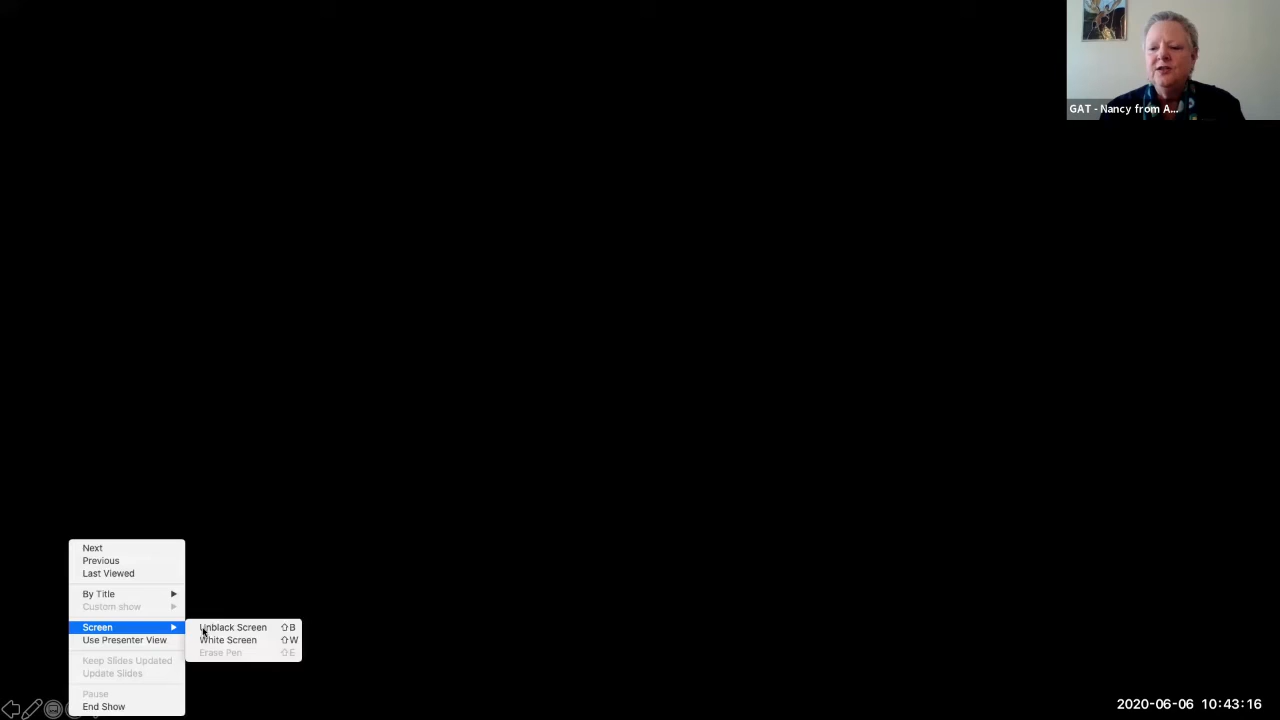 GAT - Nancy from A...
Next
Previous
Last Viewed
By Title
Custom show
Screen
Use Presenter View
Keep Slides Updated
Update Slides
Pause
End Show
Unblack Screen ⇧B
White Screen ⇧W
Erase Pen ⇧E
2020-06-06 10:43:16